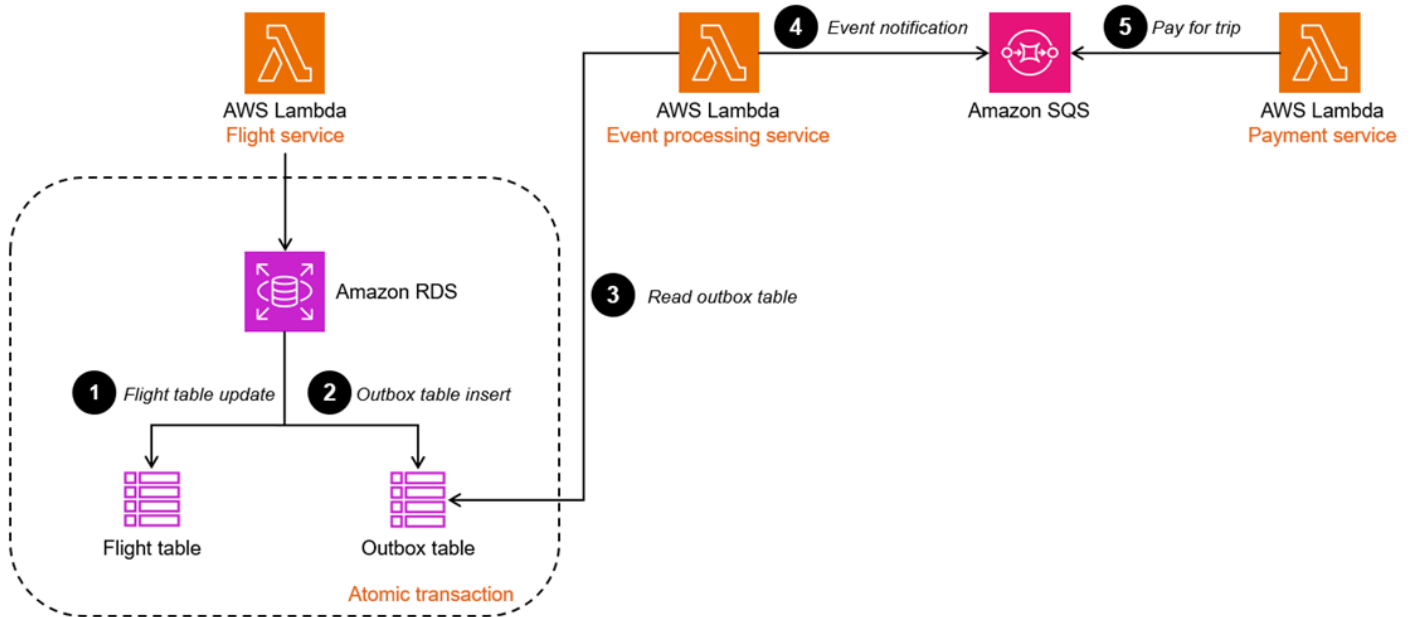 AWS Lambda
Flight service
AWS Lambda
Event processing service
4 Event notification
Amazon SQS
5 Pay for trip
AWS Lambda
Payment service
Amazon RDS
3 Read outbox table
1 Flight table update
2 Outbox table insert
Flight table
Outbox table
Atomic transaction